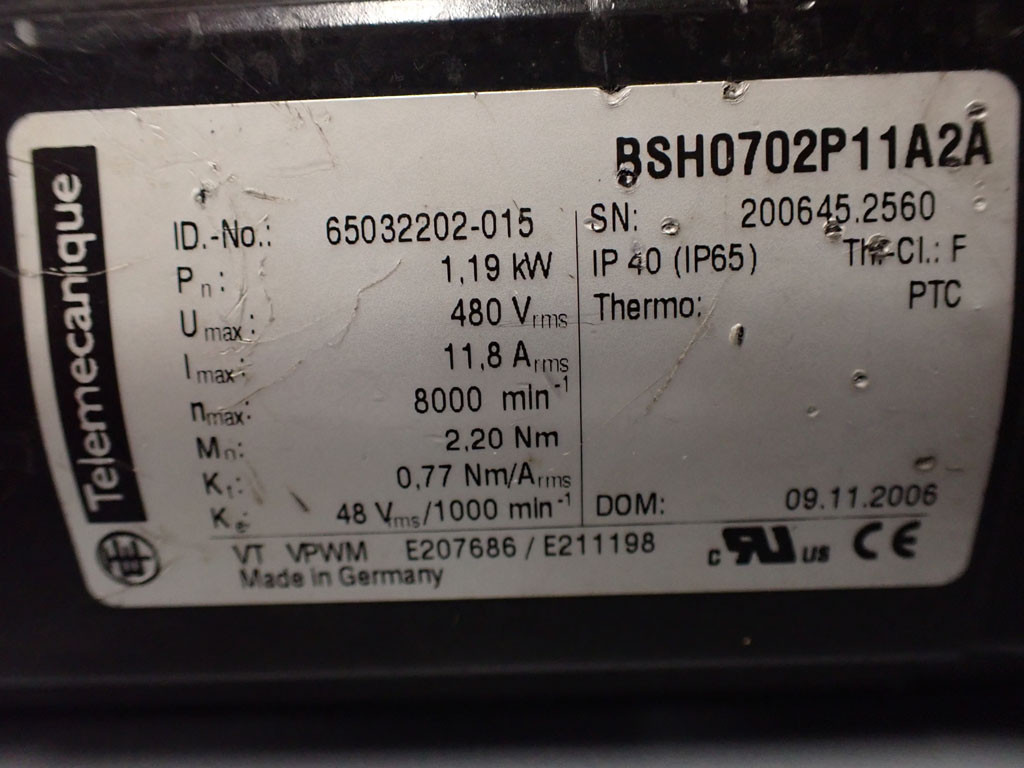 Telemecanique
BSH0702P11A2A
ID.-No.: 65032202-015
Pn: 1,19 kW
Umax: 480 Vrms
Imax: 11,8 Arms
nmax: 8000 min-1
Mn: 2,20 Nm
Kt: 0,77 Nm/Arms
Ke: 48 Vrms/1000 min-1
SN: 200645.2560
IP 40 (IP65) Th.-Cl.: F
Thermo: PTC
DOM: 09.11.2006
VT VPWM E207686 / E211198
Made in Germany
c RU us CE
TE